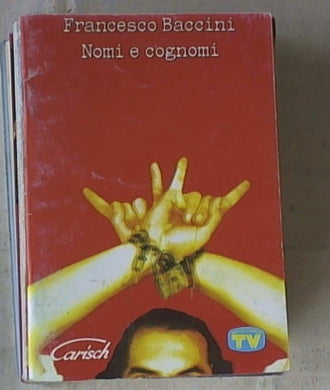 Francesco Baccini
Nomi e cognomi
Carisch
TV